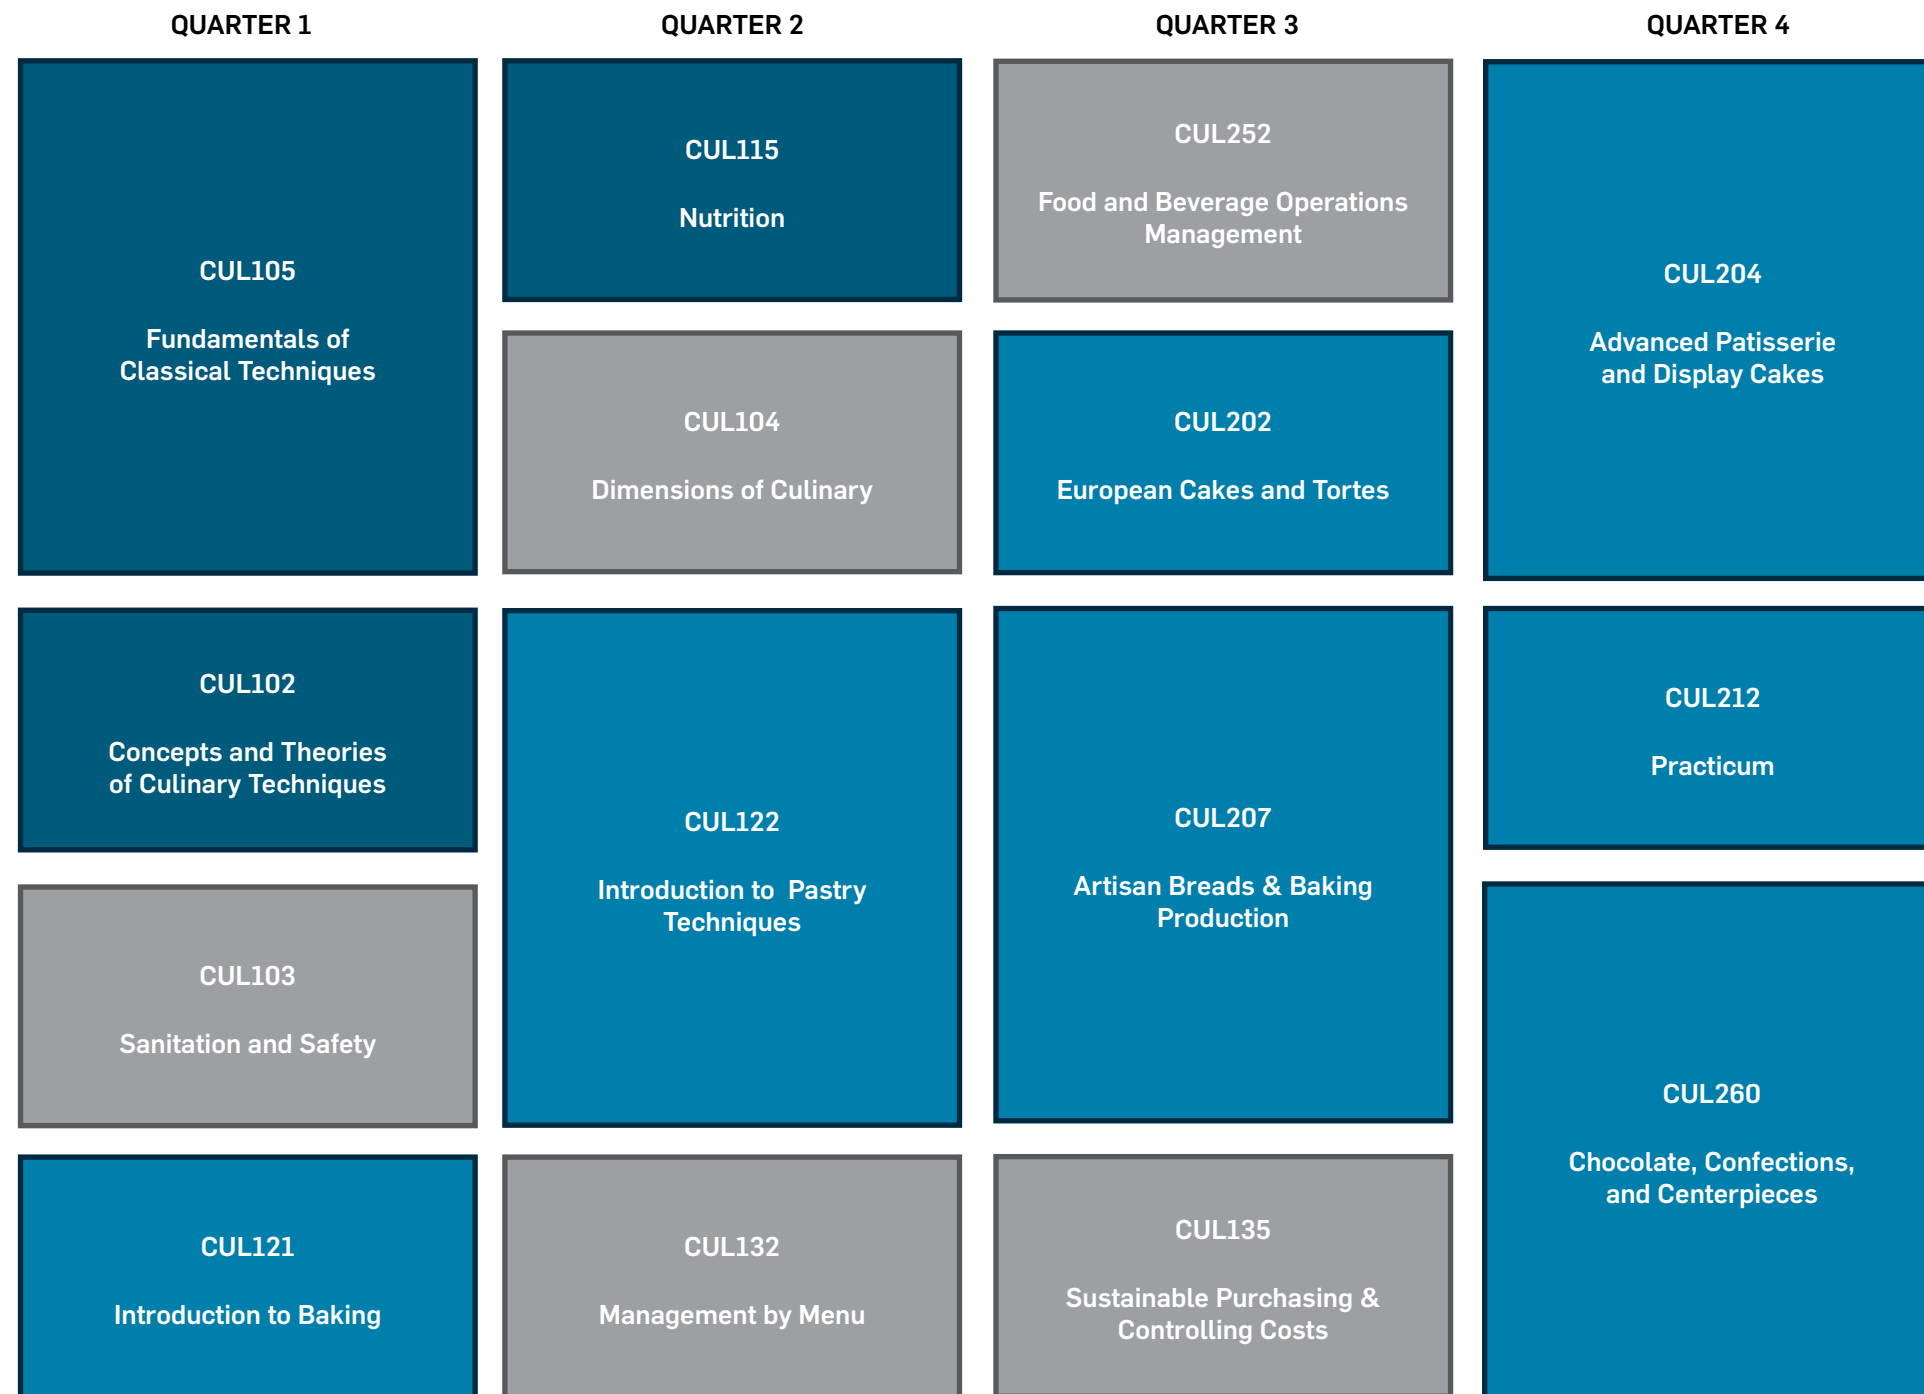 QUARTER 1
CUL105
Fundamentals of
Classical Techniques
CUL102
Concepts and Theories
of Culinary Techniques
CUL103
Sanitation and Safety
CUL121
Introduction to Baking
QUARTER 2
CUL115
Nutrition
CUL104
Dimensions of Culinary
CUL122
Introduction to  Pastry
Techniques
CUL132
Management by Menu
QUARTER 3
CUL252
Food and Beverage Operations
Management
CUL202
European Cakes and Tortes
CUL207
Artisan Breads & Baking
Production
CUL135
Sustainable Purchasing &
Controlling Costs
QUARTER 4
CUL204
Advanced Patisserie
and Display Cakes
CUL212
Practicum
CUL260
Chocolate, Confections,
and Centerpieces